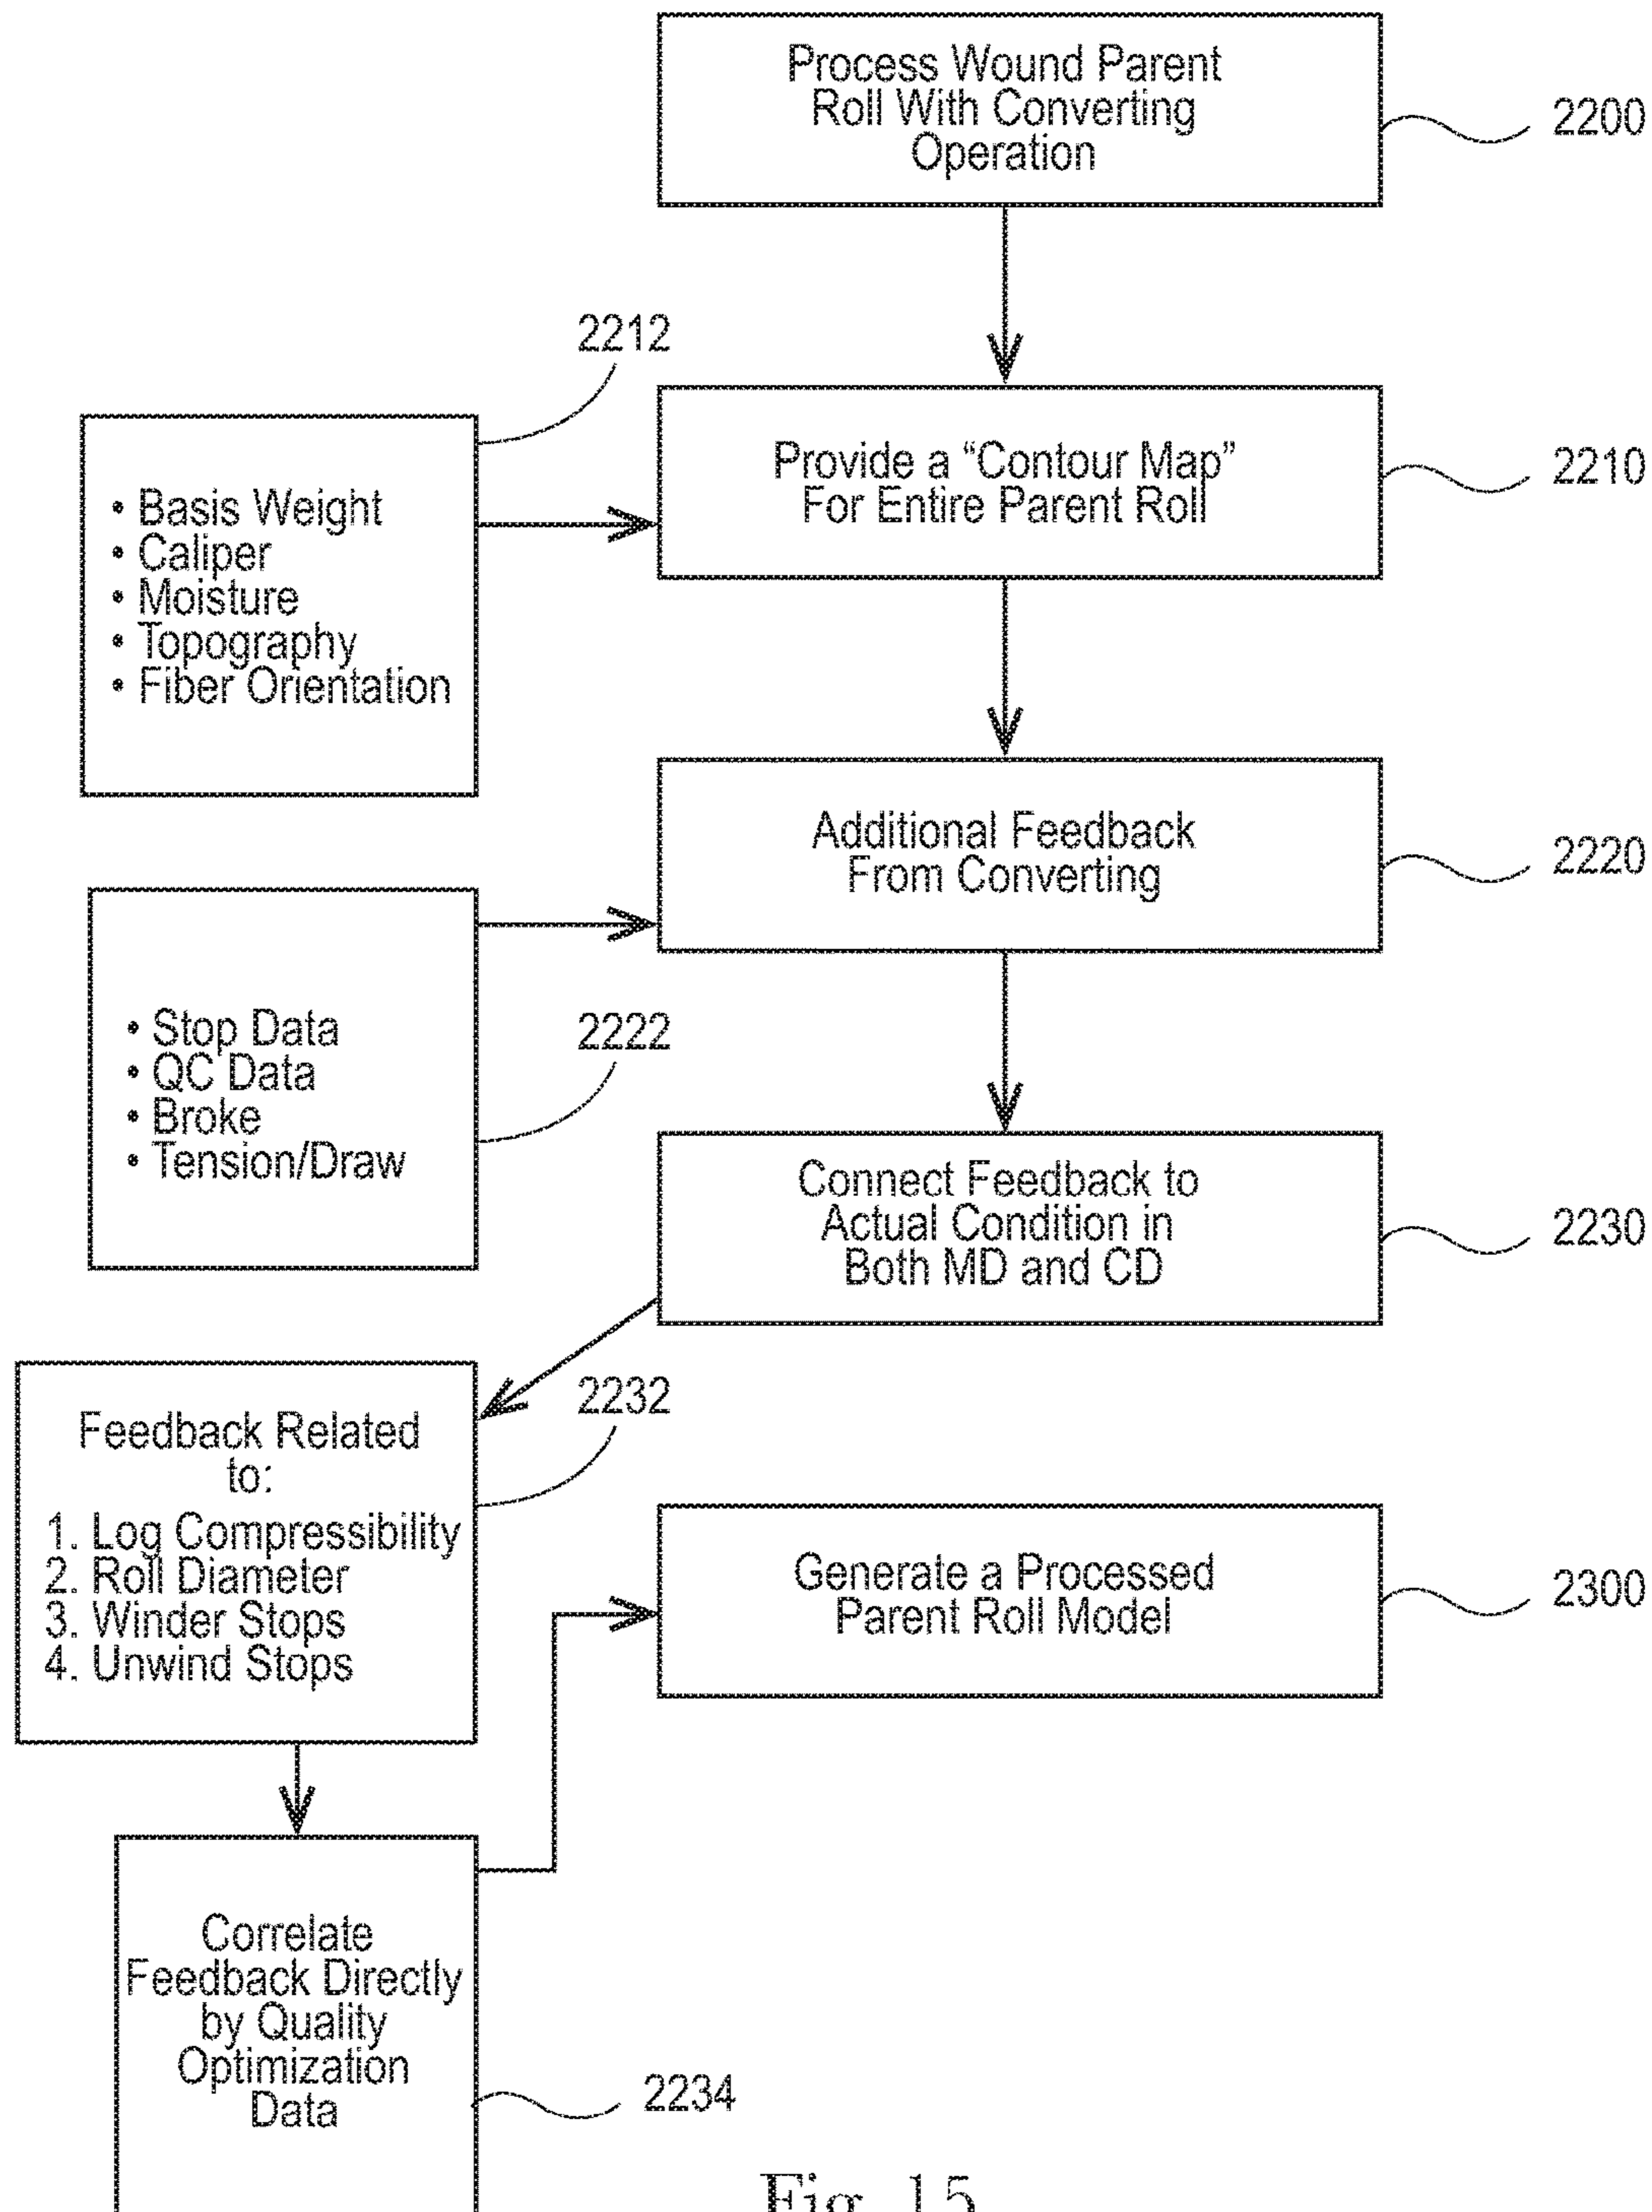 Process Wound Parent
Roll With Converting
Operation
2200
2212
• Basis Weight
• Caliper
• Moisture
• Topography
• Fiber Orientation
Provide a “Contour Map”
For Entire Parent Roll
2210
Additional Feedback
From Converting
2220
• Stop Data
• QC Data
• Broke
• Tension/Draw
2222
Connect Feedback to
Actual Condition in
Both MD and CD
2230
Feedback Related
to:
1. Log Compressibility
2. Roll Diameter
3. Winder Stops
4. Unwind Stops
2232
Generate a Processed
Parent Roll Model
2300
Correlate
Feedback Directly
by Quality
Optimization
Data
2234
Fig. 15